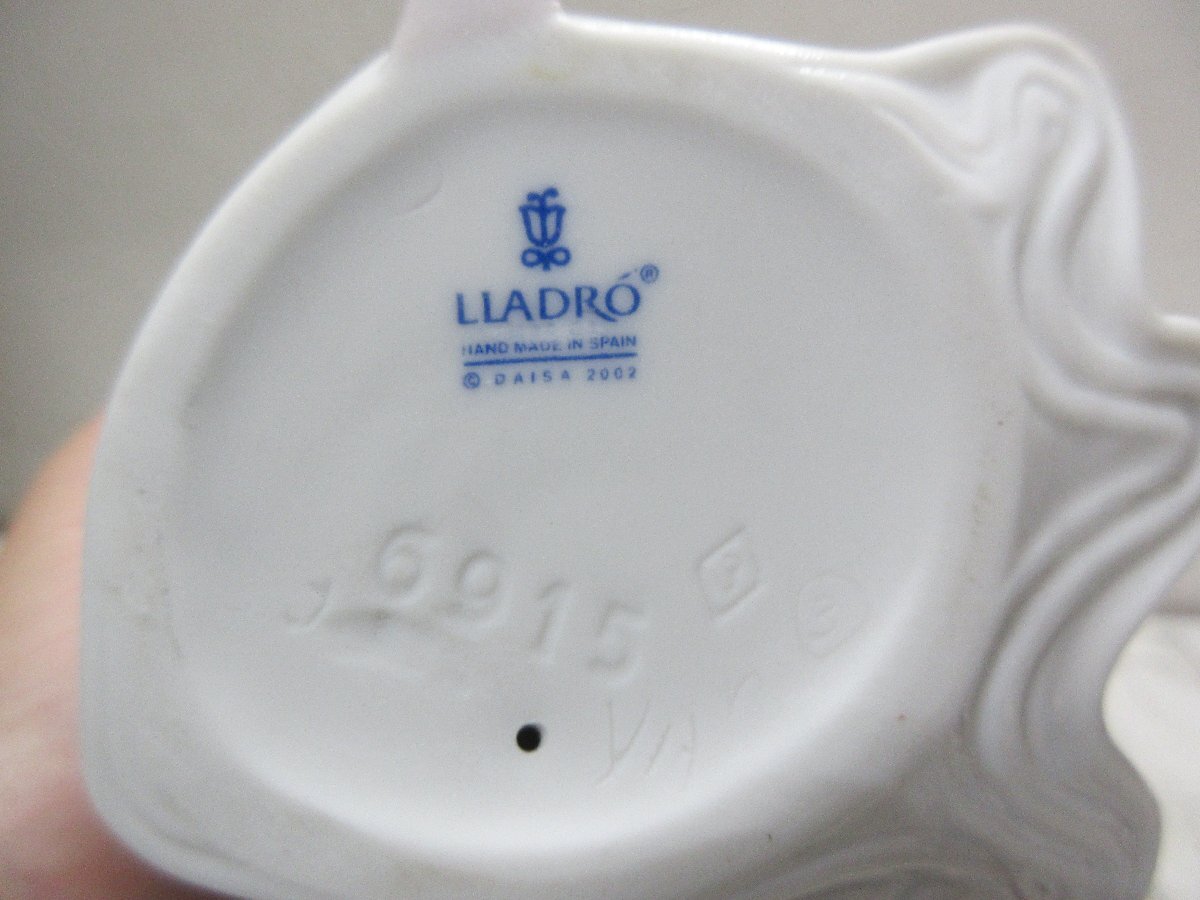 LLADRÓ®
HAND MADE IN SPAIN
© DAISA 2002
6915